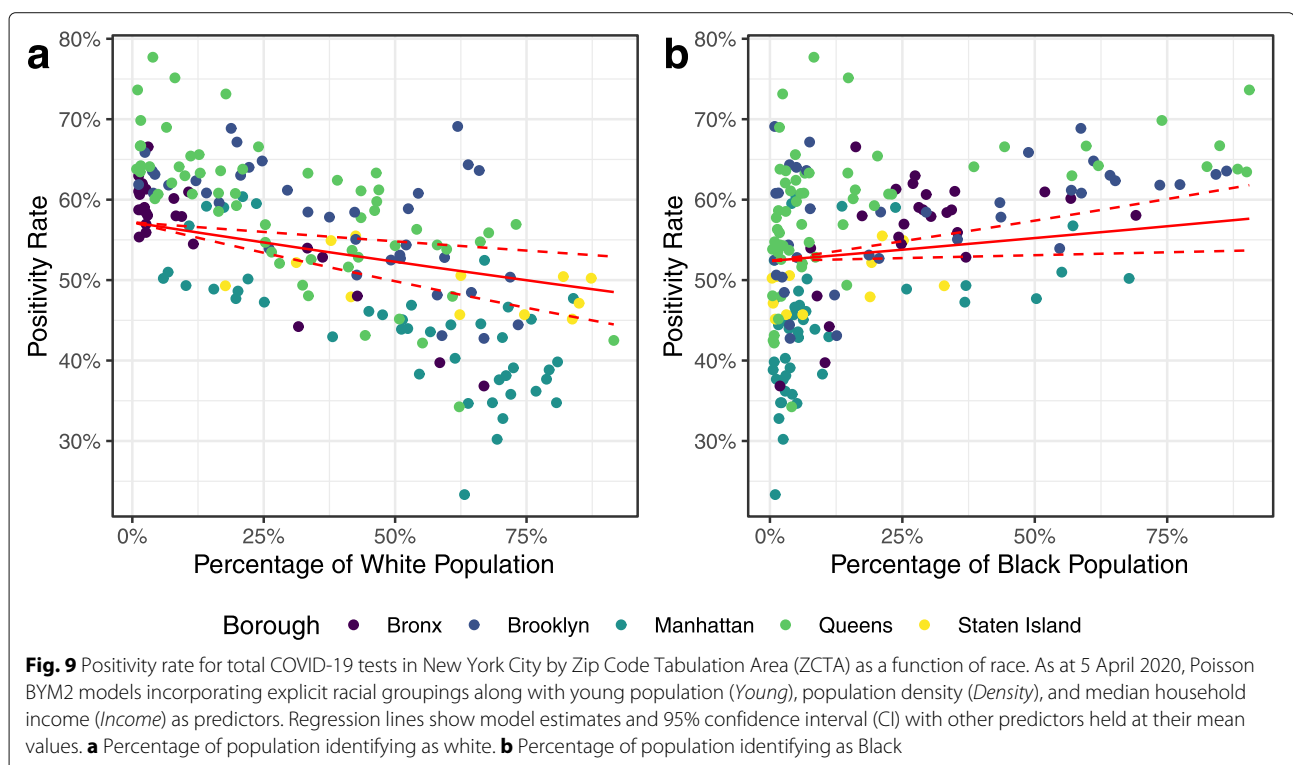 a
80%
70%
60%
50%
40%
30%
Positivity Rate
0% 25% 50% 75%
Percentage of White Population
b
80%
70%
60%
50%
40%
30%
Positivity Rate
0% 25% 50% 75%
Percentage of Black Population
Borough Bronx Brooklyn Manhattan Queens Staten Island
Fig. 9 Positivity rate for total COVID-19 tests in New York City by Zip Code Tabulation Area (ZCTA) as a function of race. As at 5 April 2020, Poisson
BYM2 models incorporating explicit racial groupings along with young population (Young), population density (Density), and median household
income (Income) as predictors. Regression lines show model estimates and 95% confidence interval (CI) with other predictors held at their mean
values. a Percentage of population identifying as white. b Percentage of population identifying as Black